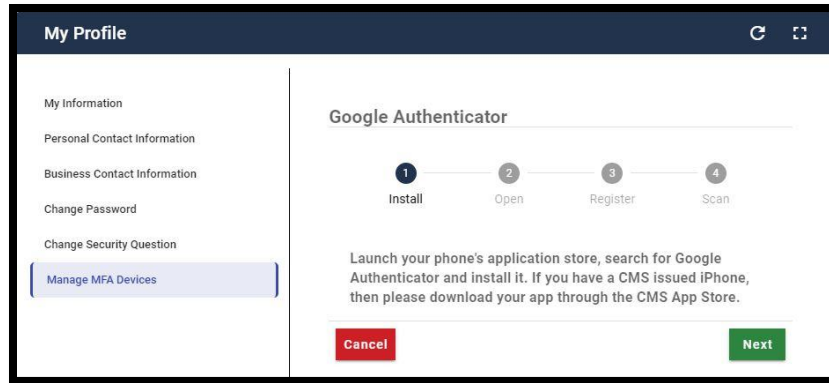 My Profile
My Information
Personal Contact Information
Business Contact Information
Change Password
Change Security Question
Manage MFA Devices
Google Authenticator
1 2 3 4
Install Open Register Scan
Launch your phone's application store, search for Google
Authenticator and install it. If you have a CMS issued iPhone,
then please download your app through the CMS App Store.
Cancel Next